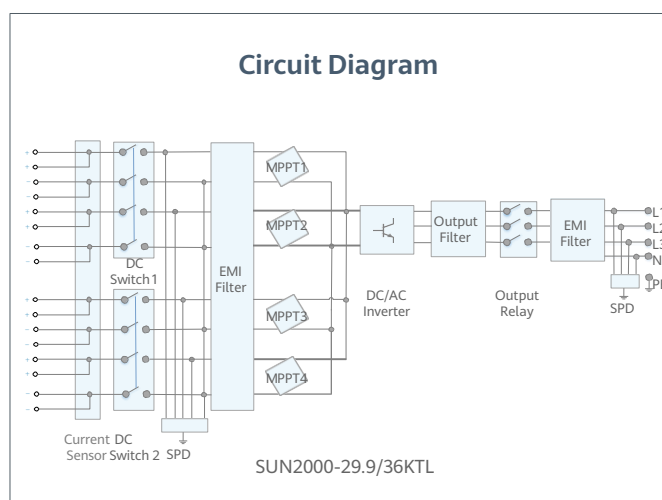 Circuit Diagram
+
+
-
-
+
+
-
-
+
+
-
-
+
+
-
-
MPPT1
MPPT2
MPPT3
MPPT4
DC
Switch 1
EMI
Filter
DC/AC
Inverter
Output
Filter
Output
Relay
EMI
Filter
L1
L2
L3
N
SPD
Current DC
Sensor Switch 2 SPD
SUN2000-29.9/36KTL